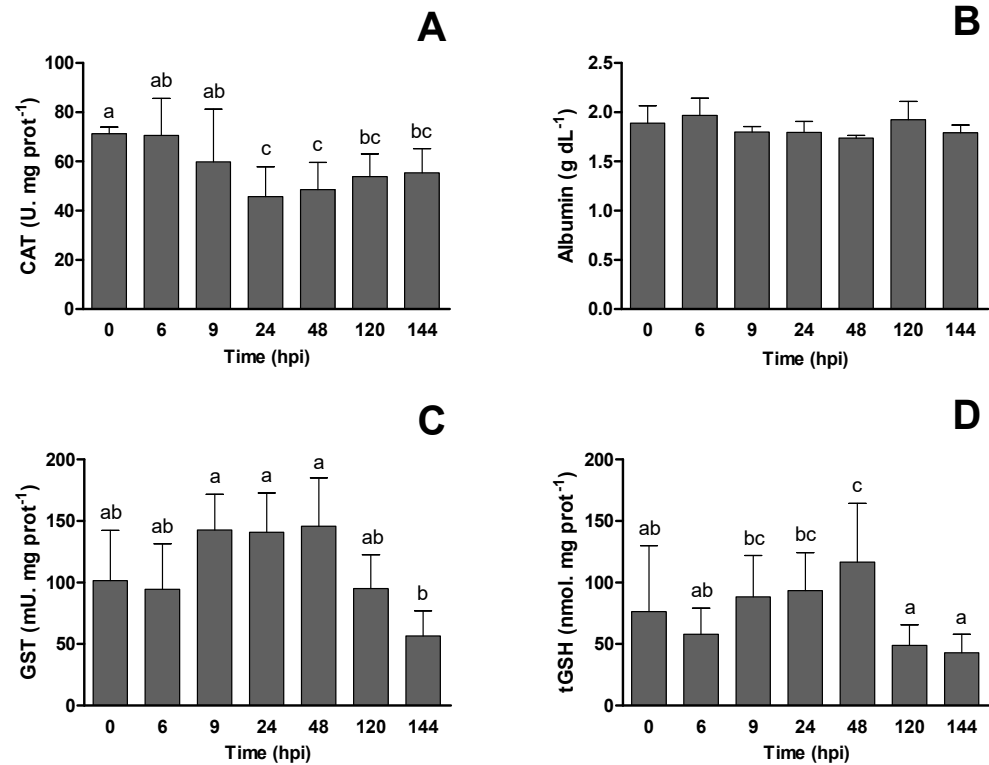 A
CAT (U. mg prot⁻¹)
100
80
60
40
20
0
a
ab
ab
c
c
bc
bc
0 6 9 24 48 120 144
Time (hpi)
B
Albumin (g dL⁻¹)
2.5
2.0
1.5
1.0
0.5
0.0
0 6 9 24 48 120 144
Time (hpi)
C
GST (mU. mg prot⁻¹)
200
150
100
50
0
ab
ab
a
a
a
ab
b
0 6 9 24 48 120 144
Time (hpi)
D
tGSH (nmol. mg prot⁻¹)
200
150
100
50
0
ab
ab
bc
bc
c
a
a
0 6 9 24 48 120 144
Time (hpi)